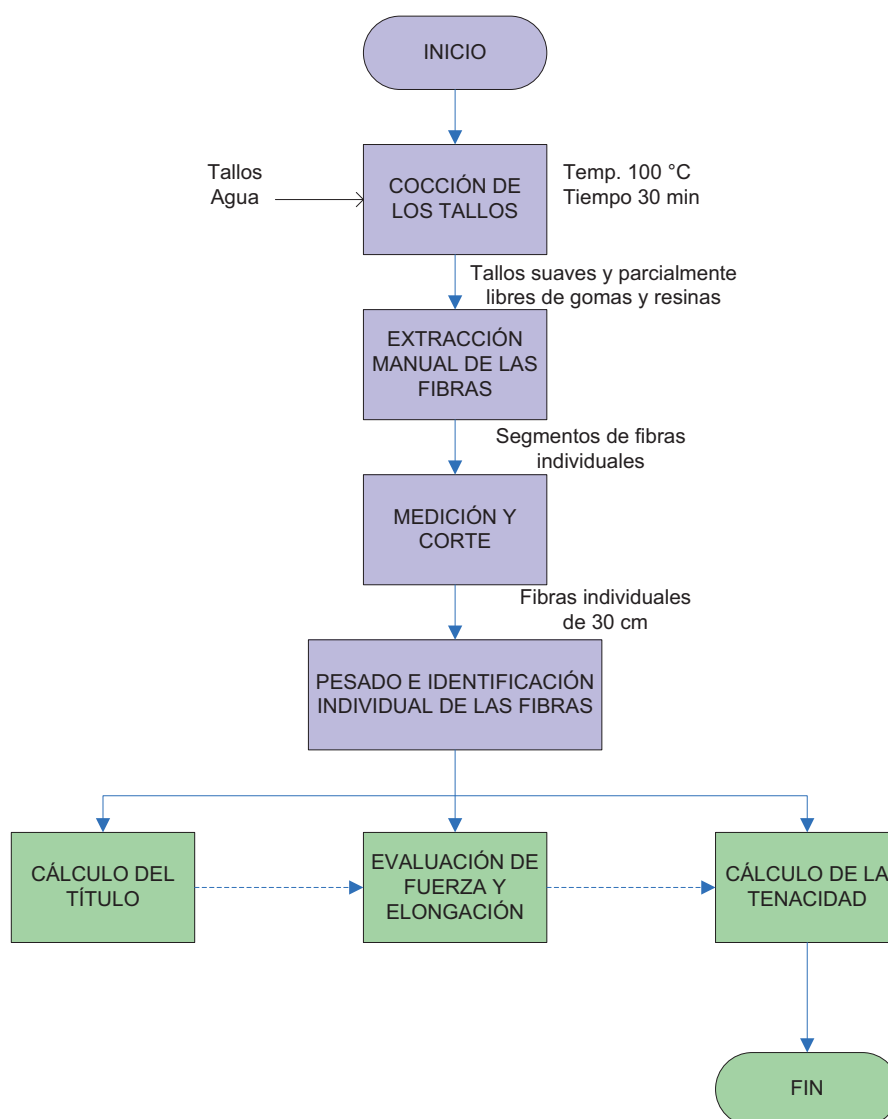 INICIO
Tallos
Agua
COCCIÓN DE
LOS TALLOS
Temp. 100 °C
Tiempo 30 min
Tallos suaves y parcialmente
libres de gomas y resinas
EXTRACCIÓN
MANUAL DE LAS
FIBRAS
Segmentos de fibras
individuales
MEDICIÓN Y
CORTE
Fibras individuales
de 30 cm
PESADO E IDENTIFICACIÓN
INDIVIDUAL DE LAS FIBRAS
CÁLCULO DEL
TÍTULO
EVALUACIÓN DE
FUERZA Y
ELONGACIÓN
CÁLCULO DE LA
TENACIDAD
FIN